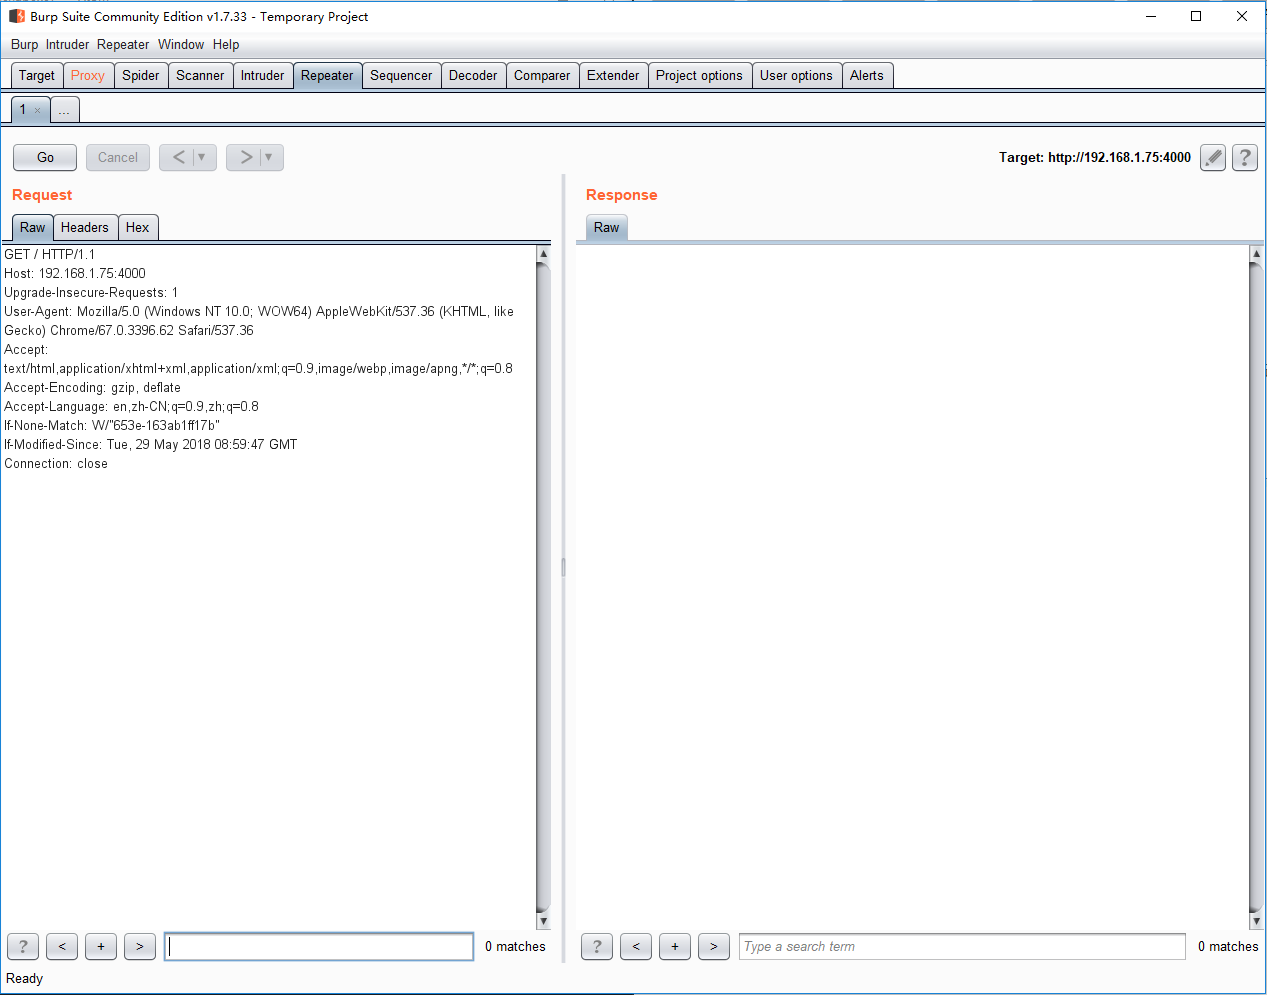 Burp Suite Community Edition v1.7.33 - Temporary Project
Burp Intruder Repeater Window Help
Target Proxy Spider Scanner Intruder Repeater Sequencer Decoder Comparer Extender Project options User options Alerts
1 × ...
Go Cancel < ▼ > ▼ Target: http://192.168.1.75:4000 ?
Request
Raw Headers Hex
GET / HTTP/1.1
Host: 192.168.1.75:4000
Upgrade-Insecure-Requests: 1
User-Agent: Mozilla/5.0 (Windows NT 10.0; WOW64) AppleWebKit/537.36 (KHTML, like
Gecko) Chrome/67.0.3396.62 Safari/537.36
Accept:
text/html,application/xhtml+xml,application/xml;q=0.9,image/webp,image/apng,*/*;q=0.8
Accept-Encoding: gzip, deflate
Accept-Language: en,zh-CN;q=0.9,zh;q=0.8
If-None-Match: W/"653e-163ab1ff17b"
If-Modified-Since: Tue, 29 May 2018 08:59:47 GMT
Connection: close
? < + > 0 matches
Response
Raw
? < + > Type a search term 0 matches
Ready